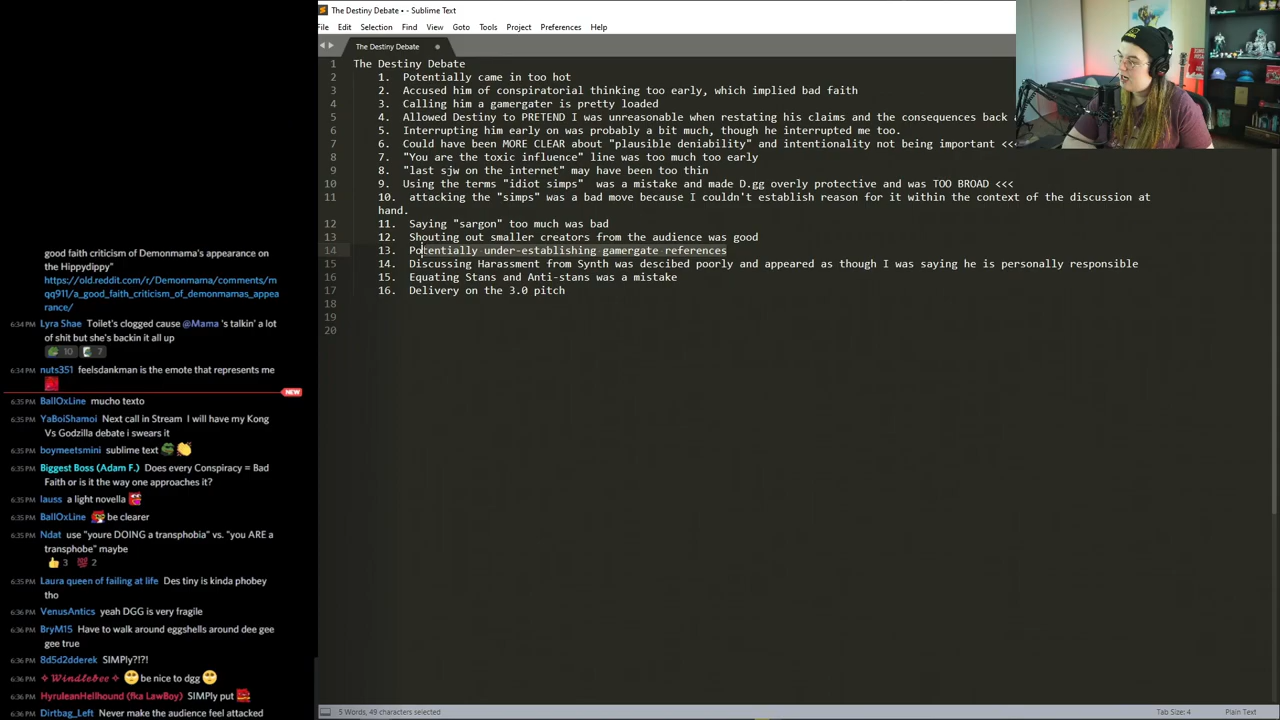 The Destiny Debate • - Sublime Text
File Edit Selection Find View Goto Tools Project Preferences Help
The Destiny Debate
1 The Destiny Debate
2 1. Potentially came in too hot
3 2. Accused him of conspiratorial thinking too early, which implied bad faith
4 3. Calling him a gamergater is pretty loaded
5 4. Allowed Destiny to PRETEND I was unreasonable when restating his claims and the consequences back
6 5. Interrupting him early on was probably a bit much, though he interrupted me too.
7 6. Could have been MORE CLEAR about "plausible deniability" and intentionality not being important <<<
8 7. "You are the toxic influence" line was too much too early
9 8. "last sjw on the internet" may have been too thin
10 9. Using the terms "idiot simps"  was a mistake and made D.gg overly protective and was TOO BROAD <<<
11 10. attacking the "simps" was a bad move because I couldn't establish reason for it within the context of the discussion at
hand.
12 11. Saying "sargon" too much was bad
13 12. Shouting out smaller creators from the audience was good
14 13. Potentially under-establishing gamergate references
15 14. Discussing Harassment from Synth was descibed poorly and appeared as though I was saying he is personally responsible
16 15. Equating Stans and Anti-stans was a mistake
17 16. Delivery on the 3.0 pitch
18
19
20
good faith criticism of Demonmama's appearance
on the Hippydippy"
https://old.reddit.com/r/Demonmama/comments/m
qq911/a_good_faith_criticism_of_demonmamas_appea
rance/
6:34 PM Lyra Shae Toilet's clogged cause @Mama 's talkin' a lot
of shit but she's backin it all up
10 7
6:34 PM nuts351 feelsdankman is the emote that represents me
NEW
6:35 PM BallOxLine mucho texto
6:35 PM YaBoiShamoi Next call in Stream I will have my Kong
Vs Godzilla debate i swears it
6:35 PM boymeetsmini sublime text
6:35 PM Biggest Boss (Adam F.) Does every Conspiracy = Bad
Faith or is it the way one approaches it?
6:35 PM lauss a light novella
6:35 PM BallOxLine be clearer
6:35 PM Ndat use "youre DOING a transphobia" vs. "you ARE a
transphobe" maybe
3 2
6:35 PM Laura queen of failing at life Des tiny is kinda phobey
tho
6:36 PM VenusAntics yeah DGG is very fragile
6:36 PM BryM15 Have to walk around eggshells around dee gee
gee true
6:36 PM 8d5d2dderek SIMPly?!?!
6:36 PM Windlebee be nice to dgg
6:36 PM HyruleanHellhound (fka LawBoy) SIMPly put
6:36 PM Dirtbag_Left Never make the audience feel attacked
5 Words, 49 characters selected
Tab Size: 4 Plain Text